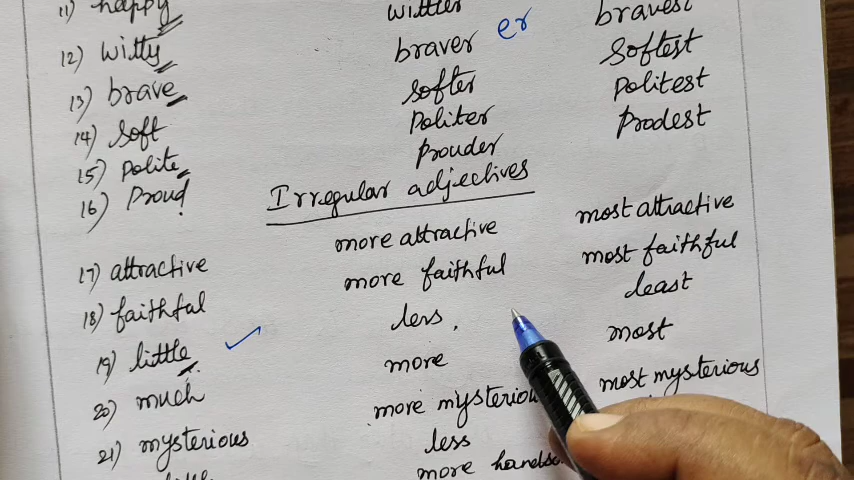 11) happy wittier bravest
12) witty braver er softest
13) brave softer Politest
14) soft Politer Prodest
15) Polite Prouder
16) Proud
Irregular adjectives
17) attractive more attractive most attractive
18) faithful more faithful most faithful
19) little less. least
20) much more most
21) mysterious more mysteriou most mysterious
less
more